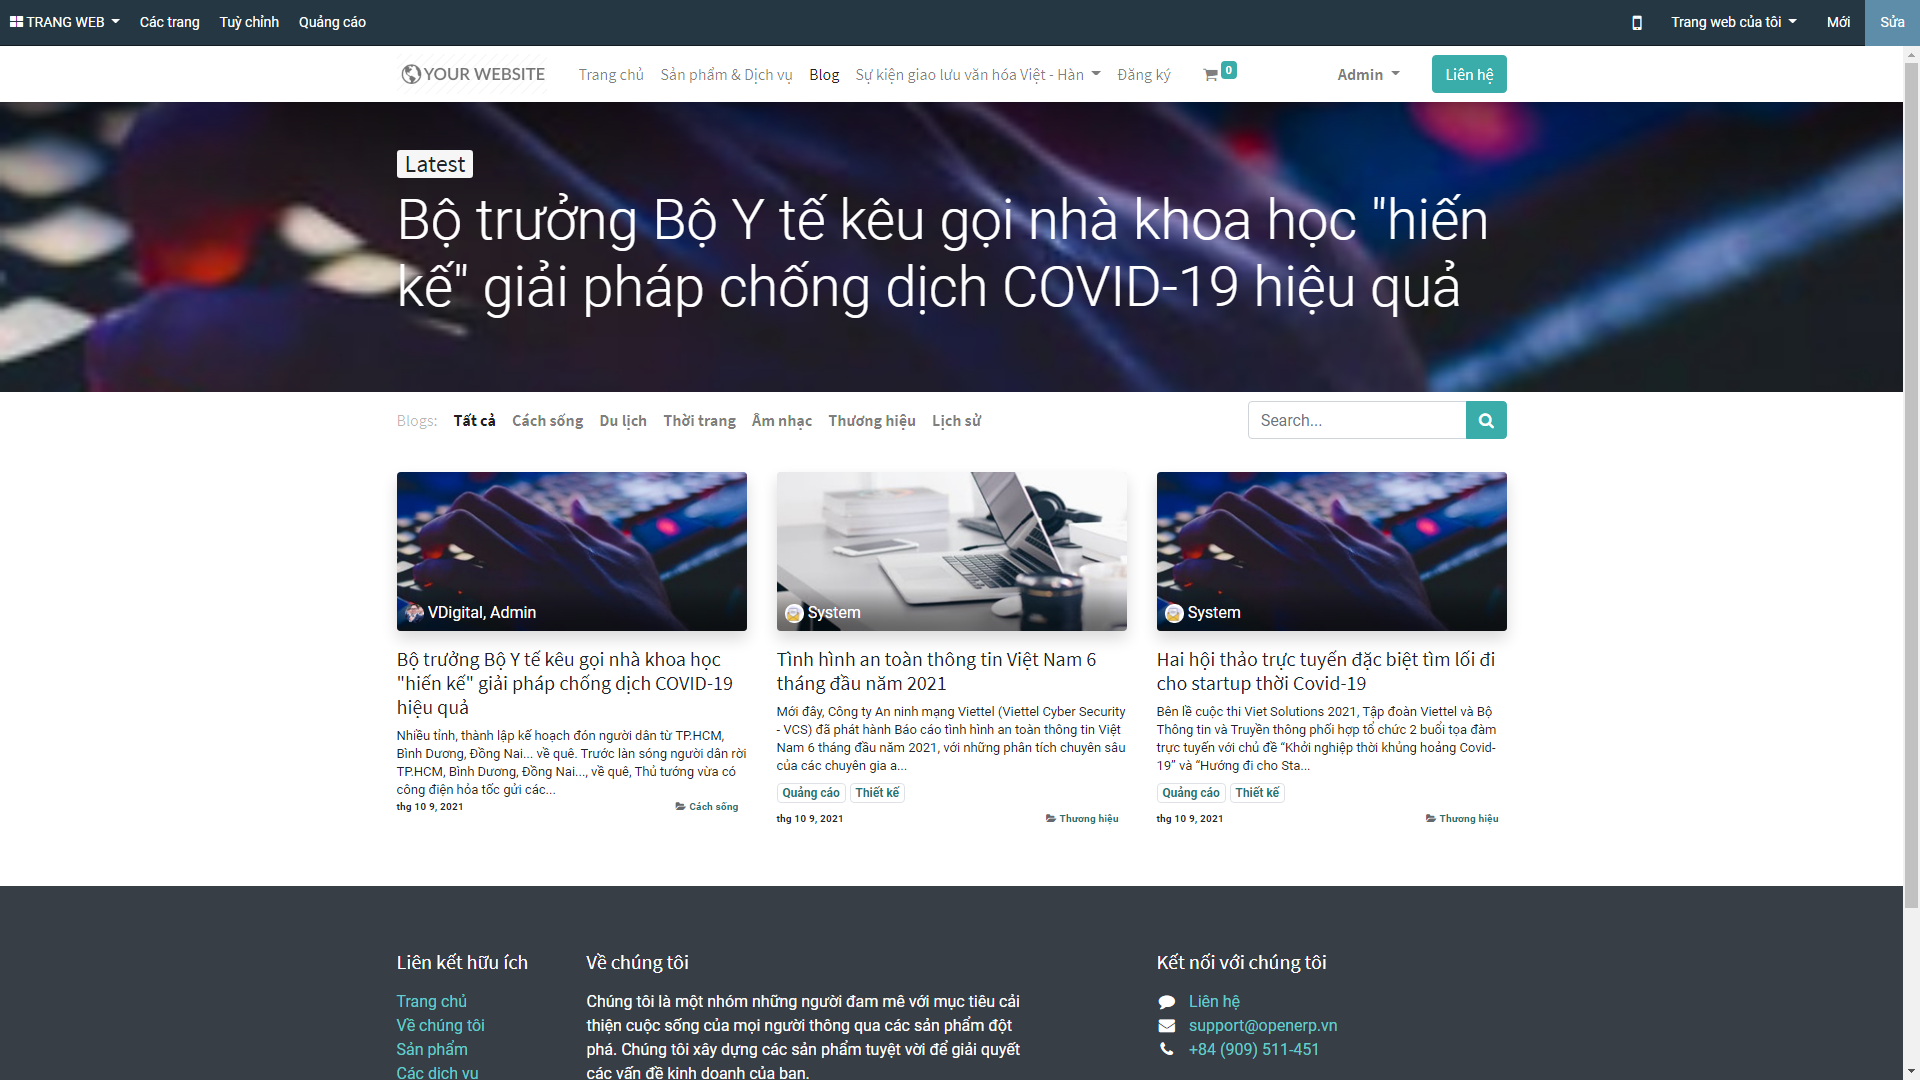 TRANG WEB Các trang Tuỳ chỉnh Quảng cáo Trang web của tôi Mới Sửa
YOUR WEBSITE Trang chủ Sản phẩm & Dịch vụ Blog Sự kiện giao lưu văn hóa Việt - Hàn Đăng ký 0 Admin Liên hệ
Latest
Bộ trưởng Bộ Y tế kêu gọi nhà khoa học "hiến
kế" giải pháp chống dịch COVID-19 hiệu quả
Blogs: Tất cả Cách sống Du lịch Thời trang Âm nhạc Thương hiệu Lịch sử Search...
VDigital, Admin
Bộ trưởng Bộ Y tế kêu gọi nhà khoa học
"hiến kế" giải pháp chống dịch COVID-19
hiệu quả
Nhiều tỉnh, thành lập kế hoạch đón người dân từ TP.HCM,
Bình Dương, Đồng Nai... về quê. Trước làn sóng người dân rời
TP.HCM, Bình Dương, Đồng Nai..., về quê, Thủ tướng vừa có
công điện hỏa tốc gửi các...
thg 10 9, 2021 Cách sống
System
Tình hình an toàn thông tin Việt Nam 6
tháng đầu năm 2021
Mới đây, Công ty An ninh mạng Viettel (Viettel Cyber Security
- VCS) đã phát hành Báo cáo tình hình an toàn thông tin Việt
Nam 6 tháng đầu năm 2021, với những phân tích chuyên sâu
của các chuyên gia a...
Quảng cáo Thiết kế
thg 10 9, 2021 Thương hiệu
System
Hai hội thảo trực tuyến đặc biệt tìm lối đi
cho startup thời Covid-19
Bên lề cuộc thi Viet Solutions 2021, Tập đoàn Viettel và Bộ
Thông tin và Truyền thông phối hợp tổ chức 2 buổi tọa đàm
trực tuyến với chủ đề “Khởi nghiệp thời khủng hoảng Covid-
19” và “Hướng đi cho Sta...
Quảng cáo Thiết kế
thg 10 9, 2021 Thương hiệu
Liên kết hữu ích
Trang chủ
Về chúng tôi
Sản phẩm
Các dịch vụ
Về chúng tôi
Chúng tôi là một nhóm những người đam mê với mục tiêu cải
thiện cuộc sống của mọi người thông qua các sản phẩm đột
phá. Chúng tôi xây dựng các sản phẩm tuyệt vời để giải quyết
các vấn đề kinh doanh của bạn.
Kết nối với chúng tôi
Liên hệ
support@openerp.vn
+84 (909) 511-451